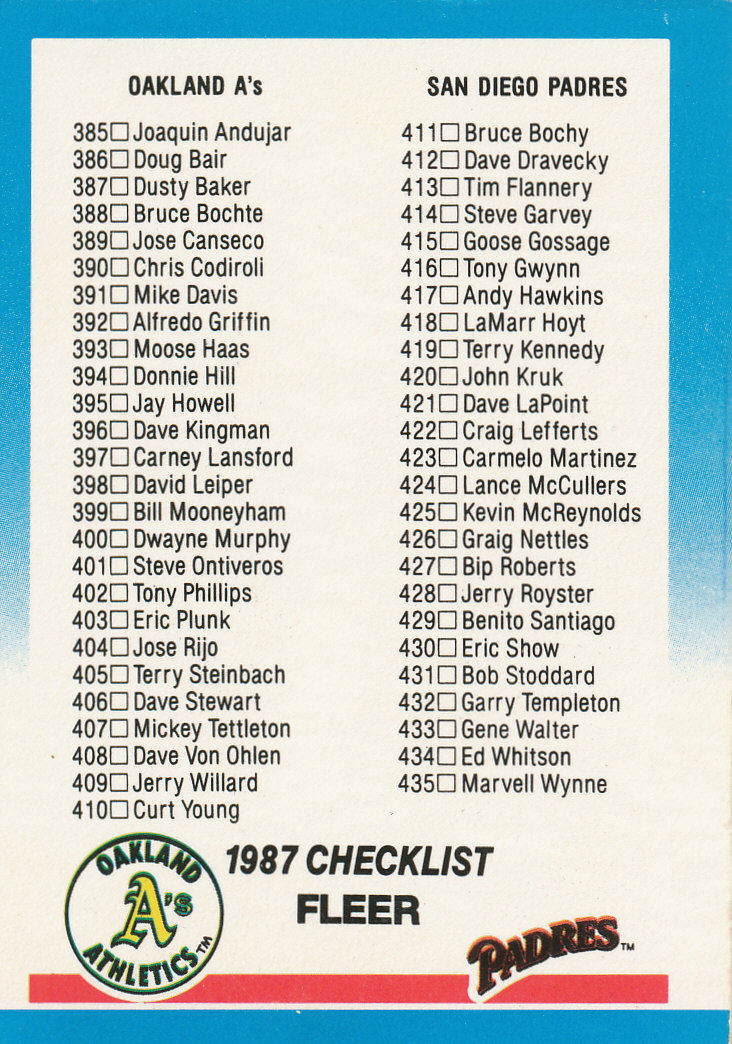 OAKLAND A's
385□ Joaquin Andujar
386□ Doug Bair
387□ Dusty Baker
388□ Bruce Bochte
389□ Jose Canseco
390□ Chris Codiroli
391□ Mike Davis
392□ Alfredo Griffin
393□ Moose Haas
394□ Donnie Hill
395□ Jay Howell
396□ Dave Kingman
397□ Carney Lansford
398□ David Leiper
399□ Bill Mooneyham
400□ Dwayne Murphy
401□ Steve Ontiveros
402□ Tony Phillips
403□ Eric Plunk
404□ Jose Rijo
405□ Terry Steinbach
406□ Dave Stewart
407□ Mickey Tettleton
408□ Dave Von Ohlen
409□ Jerry Willard
410□ Curt Young
SAN DIEGO PADRES
411□ Bruce Bochy
412□ Dave Dravecky
413□ Tim Flannery
414□ Steve Garvey
415□ Goose Gossage
416□ Tony Gwynn
417□ Andy Hawkins
418□ LaMarr Hoyt
419□ Terry Kennedy
420□ John Kruk
421□ Dave LaPoint
422□ Craig Lefferts
423□ Carmelo Martinez
424□ Lance McCullers
425□ Kevin McReynolds
426□ Graig Nettles
427□ Bip Roberts
428□ Jerry Royster
429□ Benito Santiago
430□ Eric Show
431□ Bob Stoddard
432□ Garry Templeton
433□ Gene Walter
434□ Ed Whitson
435□ Marvell Wynne
1987 CHECKLIST
FLEER
OAKLAND
A's
ATHLETICS™
PADRES™